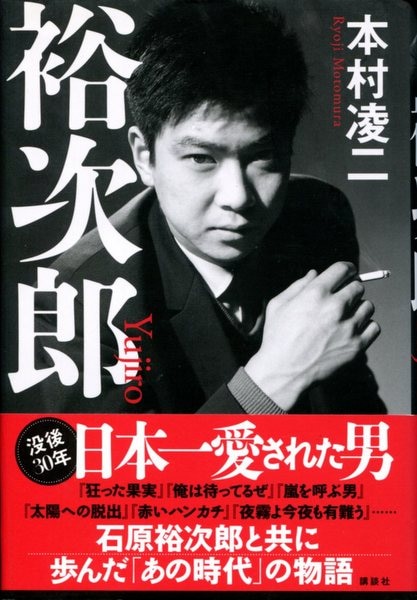 裕次郎
Yujiro
本村凌二
Ryoji Motomura
没後
30年
日本一愛された男
『狂った果実』『俺は待ってるぜ』『嵐を呼ぶ男』
『太陽への脱出』『赤いハンカチ』『夜霧よ今夜も有難う』……
石原裕次郎と共に
歩んだ「あの時代」の物語
講談社